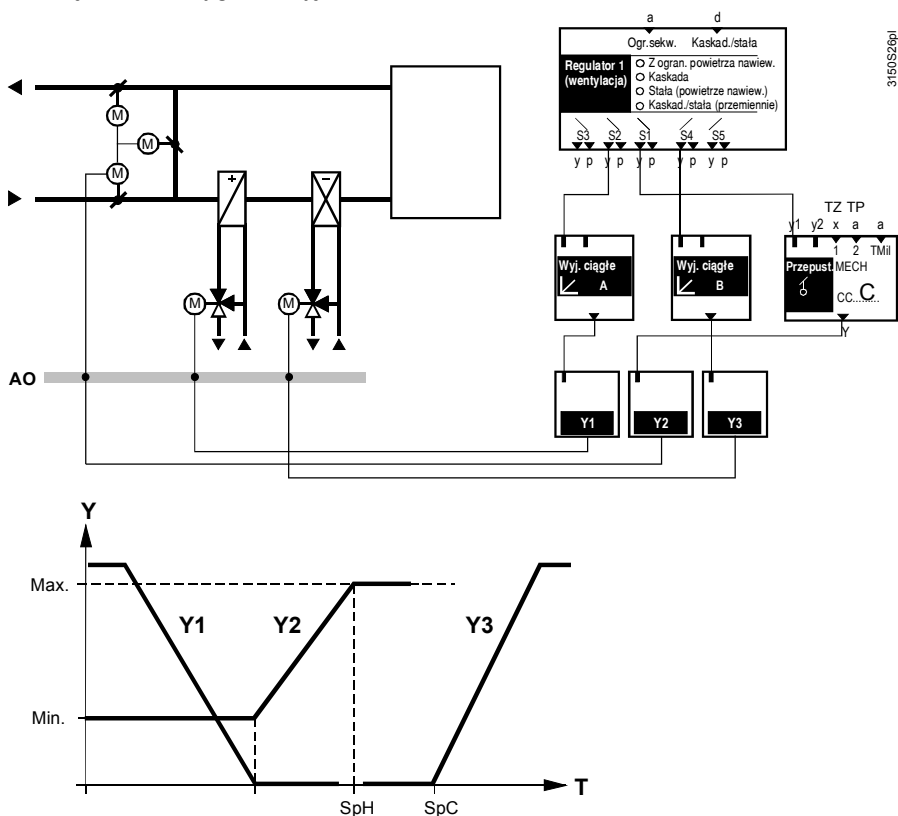 a d
Ogr.sekw. Kaskad./stała
Regulator 1
(wentylacja)
Z ogran. powietrza nawiew.
Kaskada
Stała (powietrze nawiew.)
Kaskad./stała (przemiennie)
S3 S2 S1 S4 S5
y p y p y p y p y p
3150S26pl
M
M
M
+
−
M
M
AO
TZ TP
y1 y2 x a a
1 2 TMil
Wyj. ciągłe
A
Wyj. ciągłe
B
Przepust. MECH
CC......... C
Y
Y1
Y2
Y3
Y
Max.
Y1
Y2
Y3
Min.
T
SpH
SpC